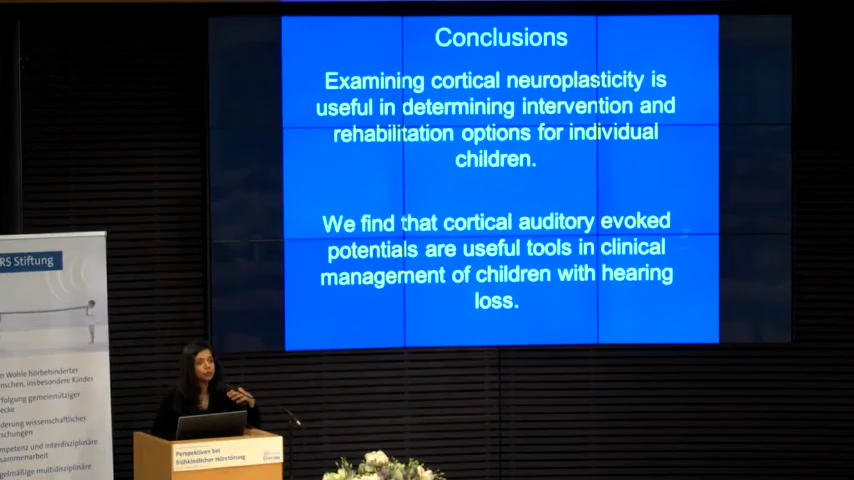 Conclusions
Examining cortical neuroplasticity is
useful in determining intervention and
rehabilitation options for individual
children.
We find that cortical auditory evoked
potentials are useful tools in clinical
management of children with hearing
loss.
RS Stiftung
m Wohle hörbehinderter
nschen, insbesondere Kinder
folgung gemeinnütziger
ecke
derung wissenschaftlicher
schungen
mpetenz und interdisziplinäre
sammenarbeit
gelmäßige multidisziplinäre
Perspektiven bei
frühkindlicher Hörstörung